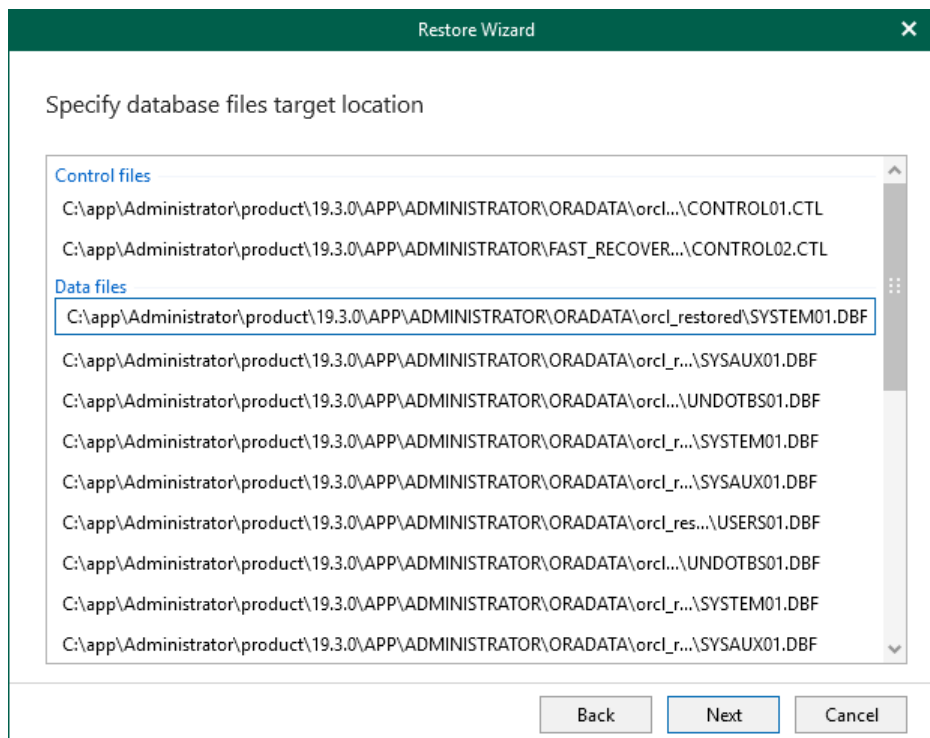 Restore Wizard
Specify database files target location
Control files
C:\app\Administrator\product\19.3.0\APP\ADMINISTRATOR\ORADATA\orcl...\CONTROL01.CTL
C:\app\Administrator\product\19.3.0\APP\ADMINISTRATOR\FAST_RECOVER...\CONTROL02.CTL
Data files
C:\app\Administrator\product\19.3.0\APP\ADMINISTRATOR\ORADATA\orcl_restored\SYSTEM01.DBF
C:\app\Administrator\product\19.3.0\APP\ADMINISTRATOR\ORADATA\orcl_r...\SYSAUX01.DBF
C:\app\Administrator\product\19.3.0\APP\ADMINISTRATOR\ORADATA\orcl...\UNDOTBS01.DBF
C:\app\Administrator\product\19.3.0\APP\ADMINISTRATOR\ORADATA\orcl_r...\SYSTEM01.DBF
C:\app\Administrator\product\19.3.0\APP\ADMINISTRATOR\ORADATA\orcl_r...\SYSAUX01.DBF
C:\app\Administrator\product\19.3.0\APP\ADMINISTRATOR\ORADATA\orcl_res...\USERS01.DBF
C:\app\Administrator\product\19.3.0\APP\ADMINISTRATOR\ORADATA\orcl...\UNDOTBS01.DBF
C:\app\Administrator\product\19.3.0\APP\ADMINISTRATOR\ORADATA\orcl_r...\SYSTEM01.DBF
C:\app\Administrator\product\19.3.0\APP\ADMINISTRATOR\ORADATA\orcl_r...\SYSAUX01.DBF
Back Next Cancel